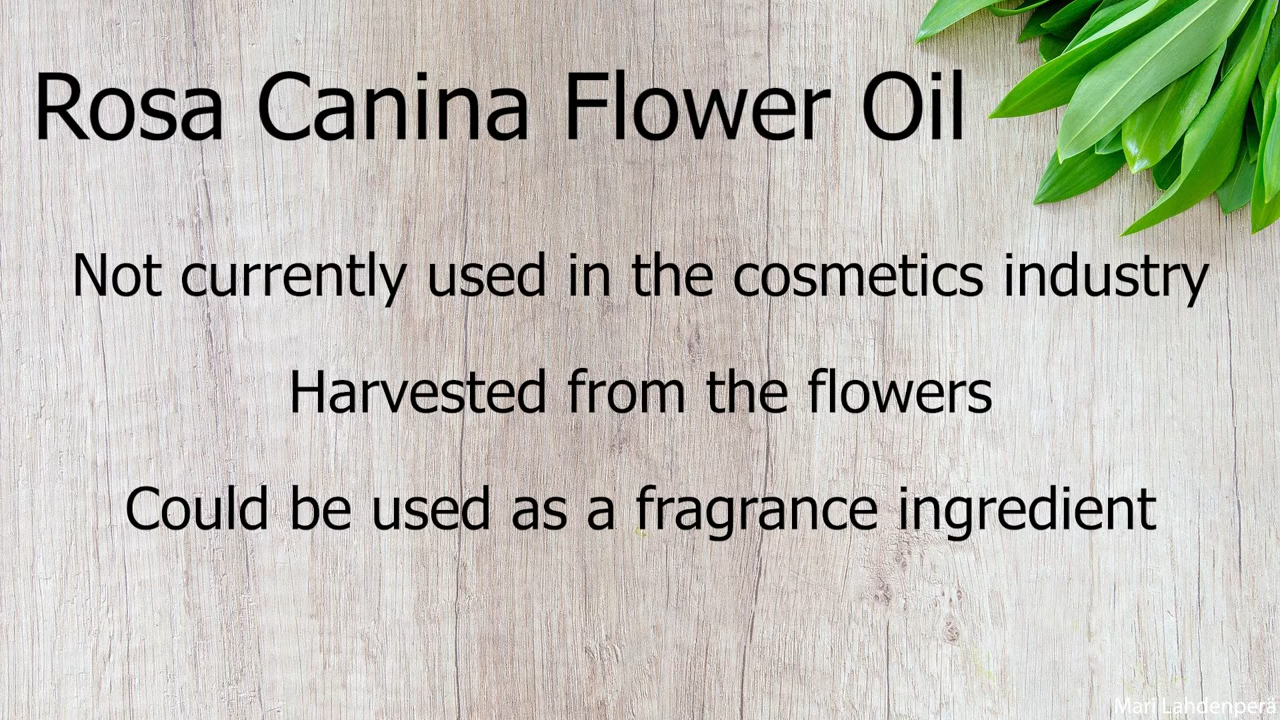 Rosa Canina Flower Oil
Not currently used in the cosmetics industry
Harvested from the flowers
Could be used as a fragrance ingredient
Mari Lahdenperä